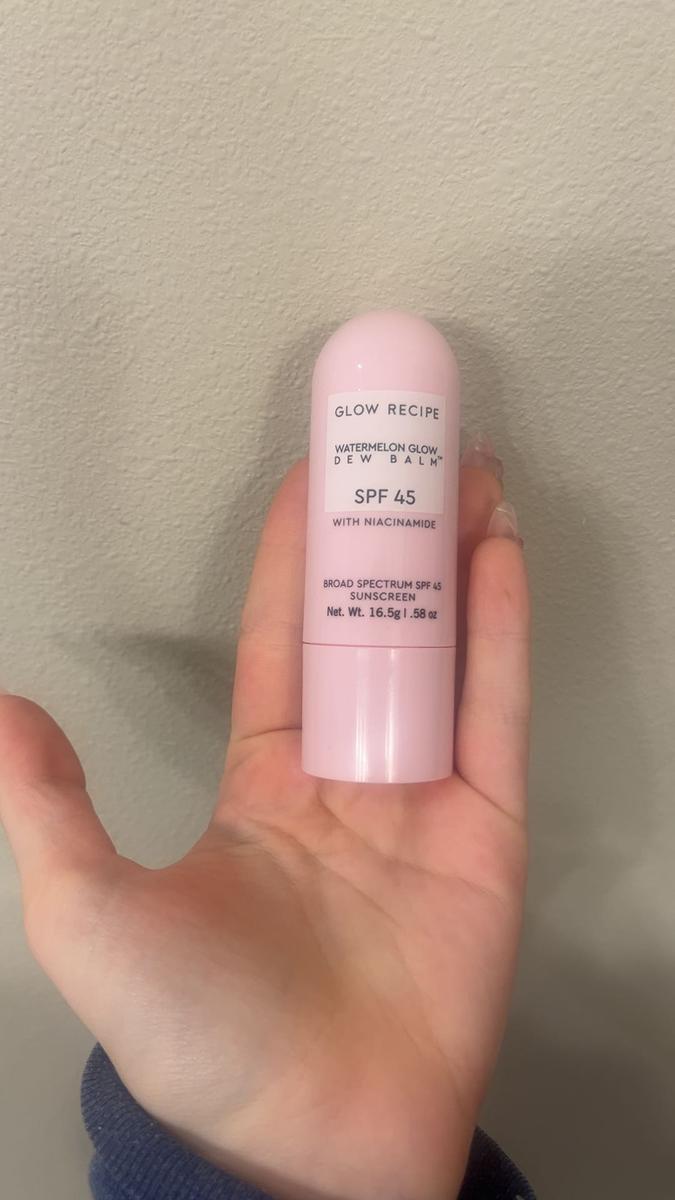 GLOW RECIPE
WATERMELON GLOW
DEW BALM™
SPF 45
WITH NIACINAMIDE
BROAD SPECTRUM SPF 45
SUNSCREEN
Net. Wt. 16.5g | .58 oz